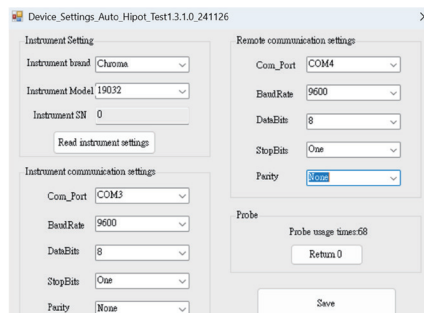 Device_Settings_Auto_Hipot_Test1.3.1.0_241126
Instrument Setting
Instrument brand Chroma
Instrument Model 19032
Instrument SN 0
Read instrument settings
Instrument communication settings
Com_Port COM3
BaudRate 9600
DataBits 8
StopBits One
Parity None
Remote communication settings
Com_Port COM4
BaudRate 9600
DataBits 8
StopBits One
Parity None
Probe
Probe usage times:68
Return 0
Save